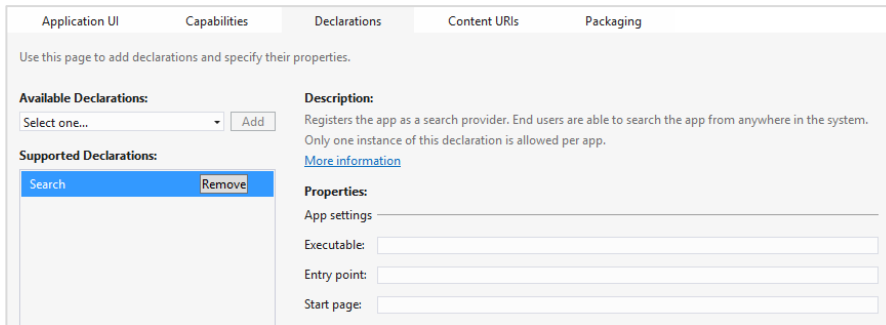 Application UI Capabilities Declarations Content URIs Packaging
Use this page to add declarations and specify their properties.
Available Declarations:
Select one... Add
Supported Declarations:
Search Remove
Description:
Registers the app as a search provider. End users are able to search the app from anywhere in the system.
Only one instance of this declaration is allowed per app.
More information
Properties:
App settings
Executable:
Entry point:
Start page: